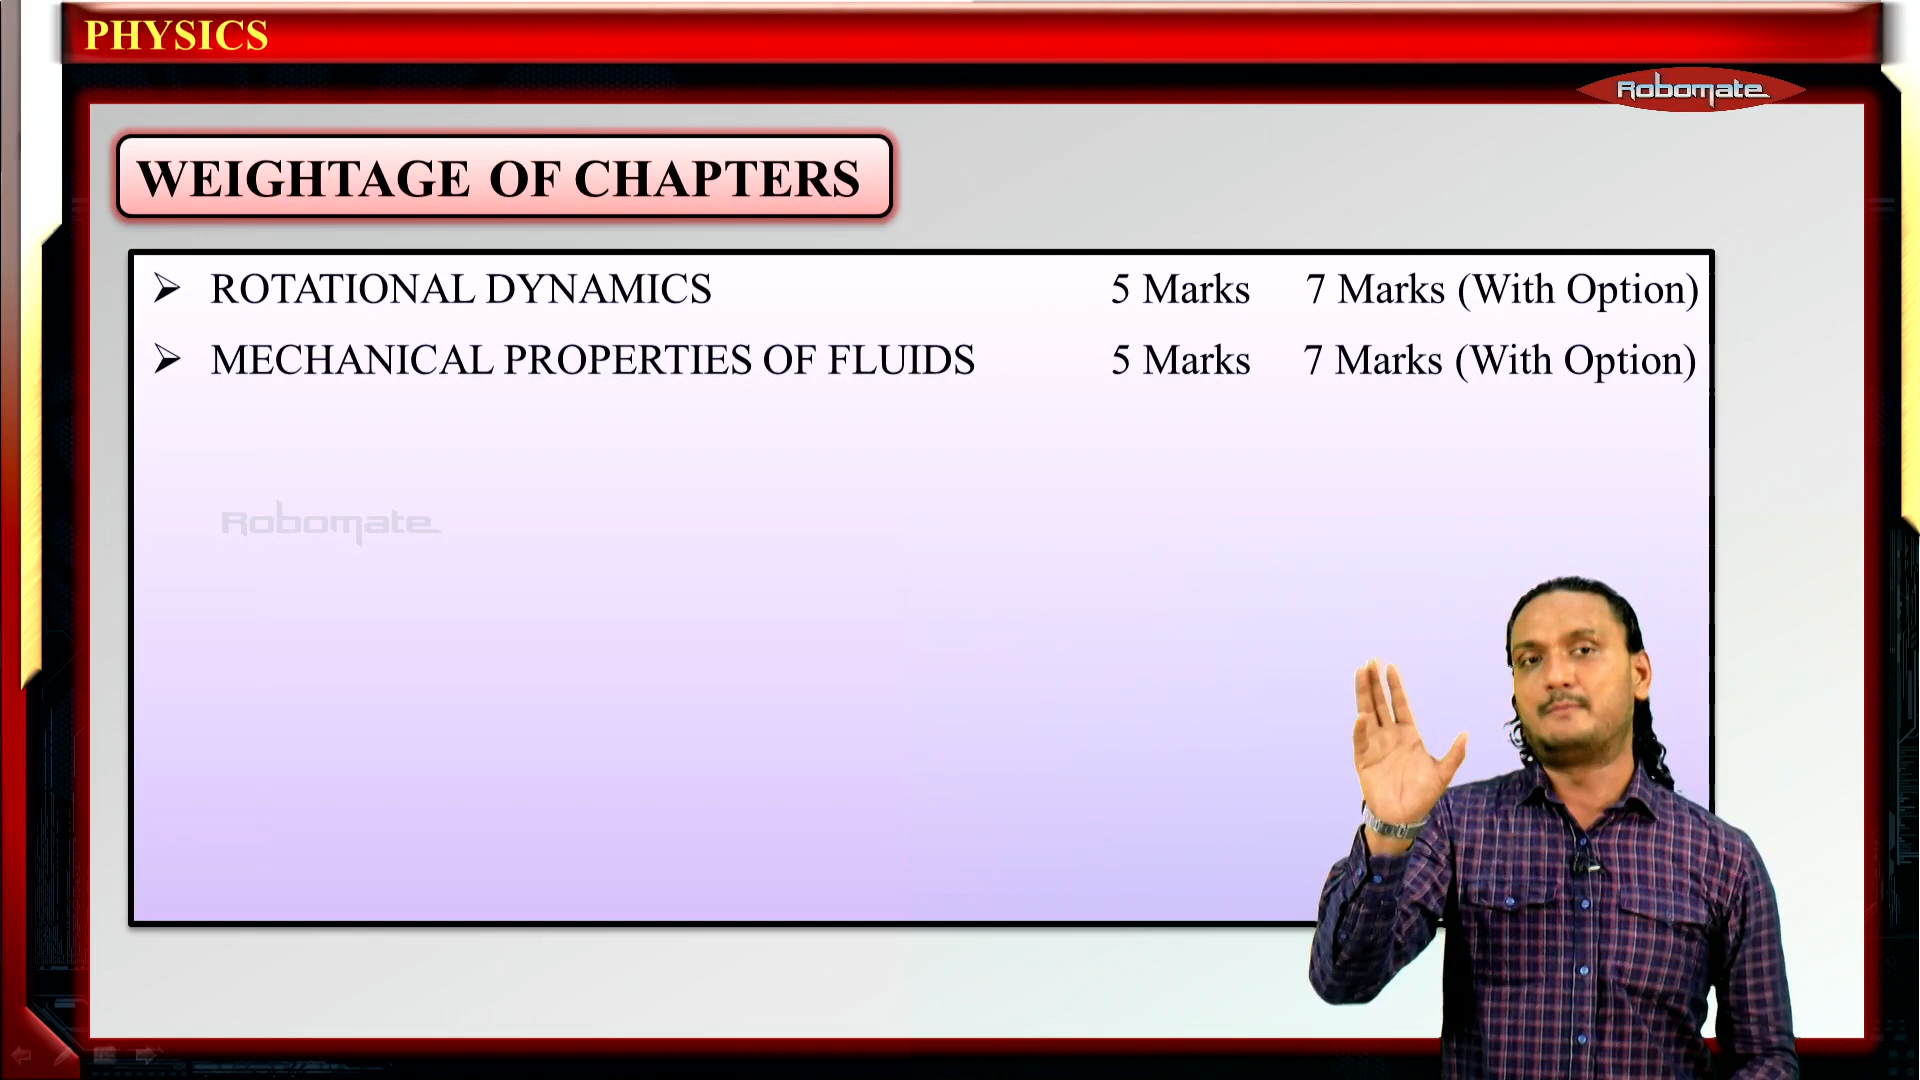 PHYSICS
Robomate
WEIGHTAGE OF CHAPTERS
➢ ROTATIONAL DYNAMICS 5 Marks 7 Marks (With Option)
➢ MECHANICAL PROPERTIES OF FLUIDS 5 Marks 7 Marks (With Option)
Robomate